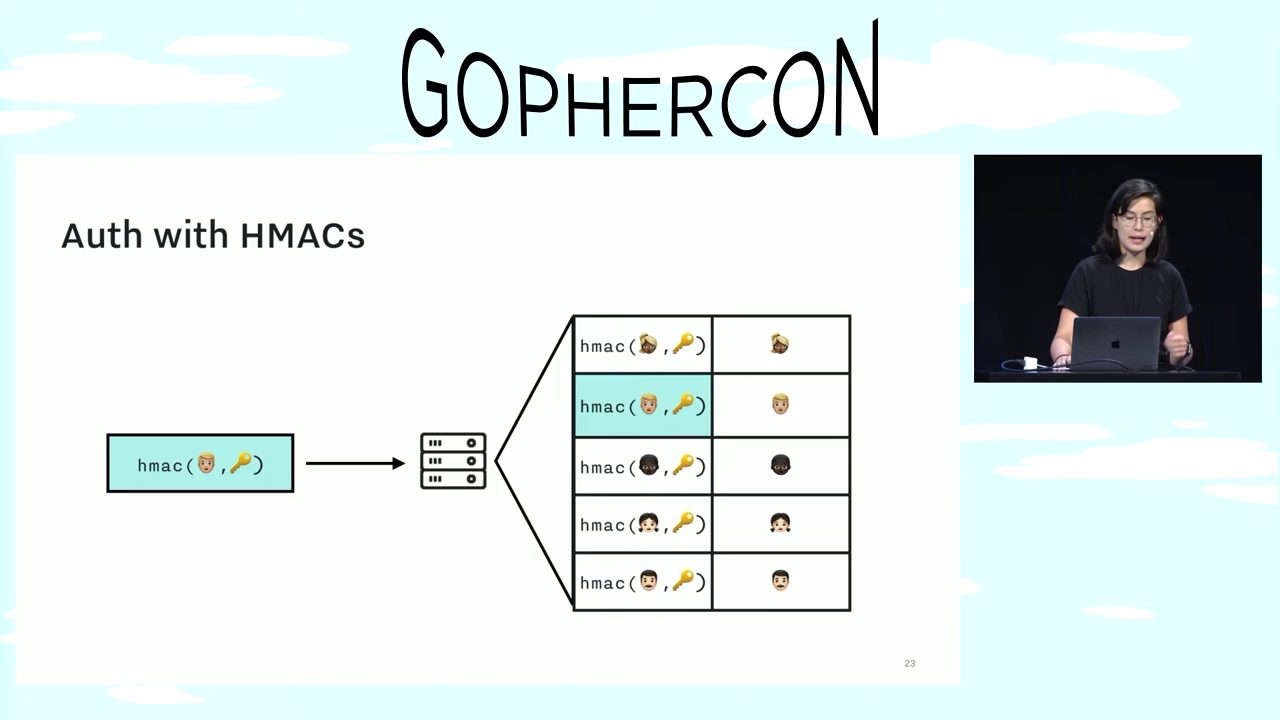 GOPHERCON
Auth with HMACs
hmac(👱🏼,🔑)
hmac(👱🏾‍♀️,🔑)
hmac(👱🏼,🔑)
hmac(👨🏿‍🦲,🔑)
hmac(👧🏻,🔑)
hmac(👨🏻,🔑)
23